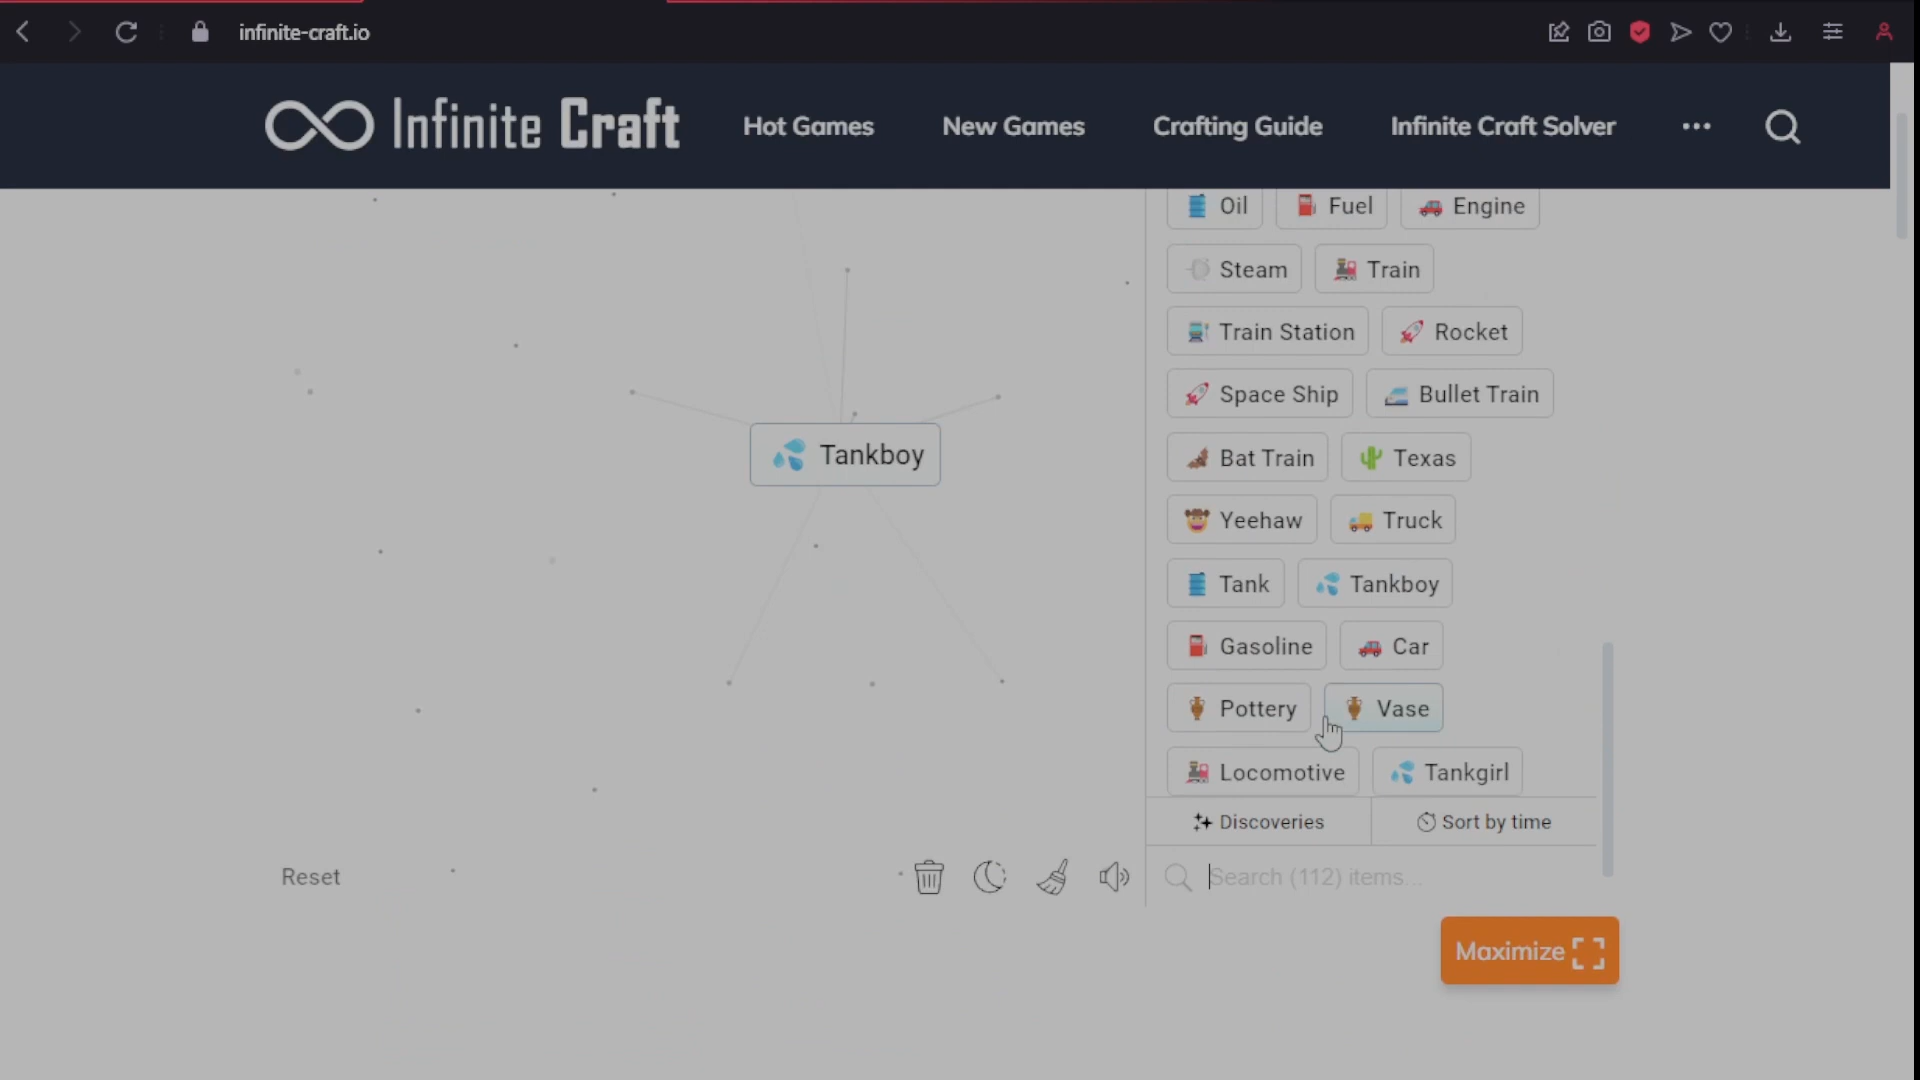 infinite-craft.io
Infinite Craft
Hot Games
New Games
Crafting Guide
Infinite Craft Solver
Oil
Fuel
Engine
Steam
Train
Train Station
Rocket
Space Ship
Bullet Train
Bat Train
Texas
Yeehaw
Truck
Tank
Tankboy
Gasoline
Car
Pottery
Vase
Locomotive
Tankgirl
Tankboy
Discoveries
Sort by time
Reset
Search (112) items...
Maximize